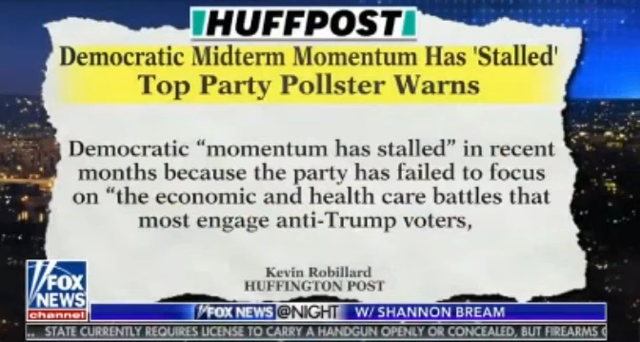 HUFFPOST
Democratic Midterm Momentum Has 'Stalled'
Top Party Pollster Warns
Democratic “momentum has stalled” in recent
months because the party has failed to focus
on “the economic and health care battles that
most engage anti-Trump voters,
Kevin Robillard
HUFFINGTON POST
FOX
NEWS
channel
FOX NEWS @NIGHT W/ SHANNON BREAM
.. STATE CURRENTLY REQUIRES LICENSE TO CARRY A HANDGUN OPENLY OR CONCEALED, BUT FIREARMS